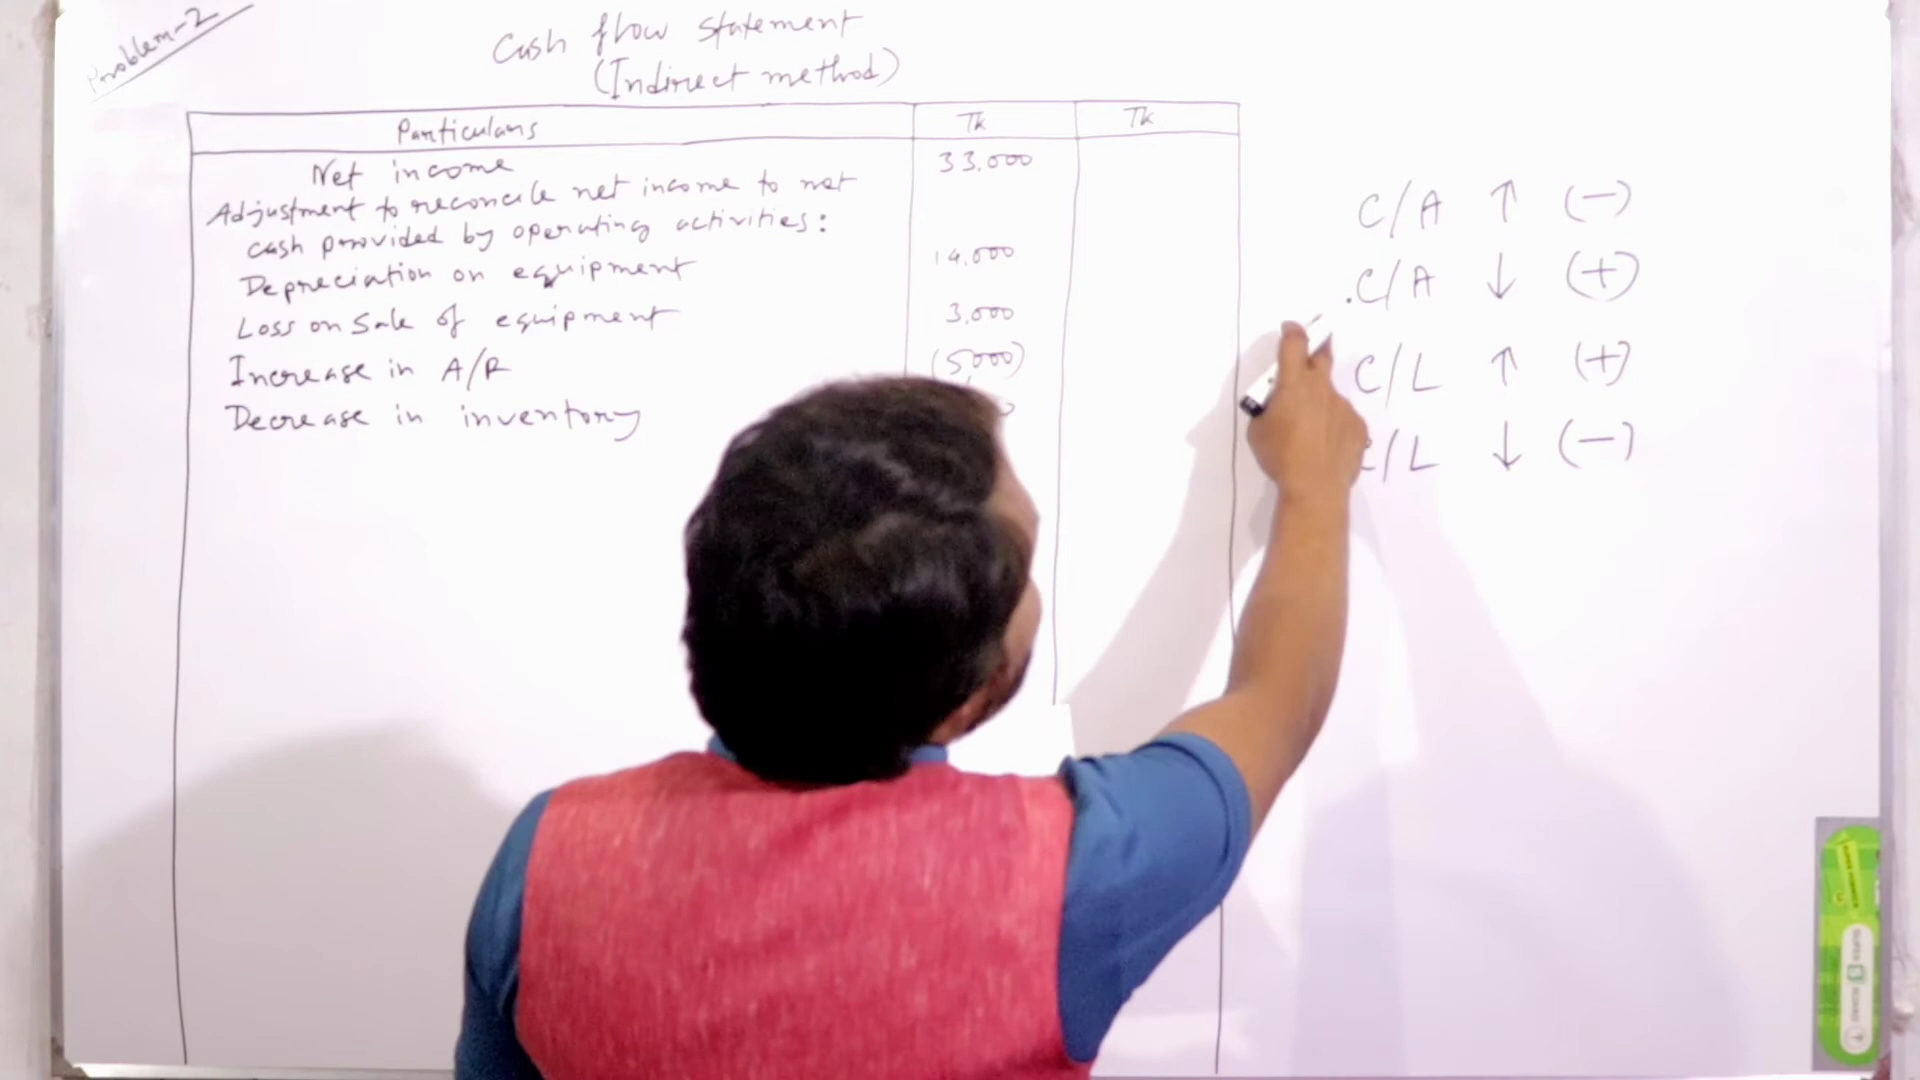 Problem-2
Cash flow statement
(Indirect method)
Particulars Tk Tk
Net income 33,000
Adjustment to reconcile net income to net
cash provided by operating activities:
Depreciation on equipment 14,000
Loss on Sale of equipment 3,000
Increase in A/R (5,000)
Decrease in inventory
C/A ↑ (-)
C/A ↓ (+)
C/L ↑ (+)
C/L ↓ (-)